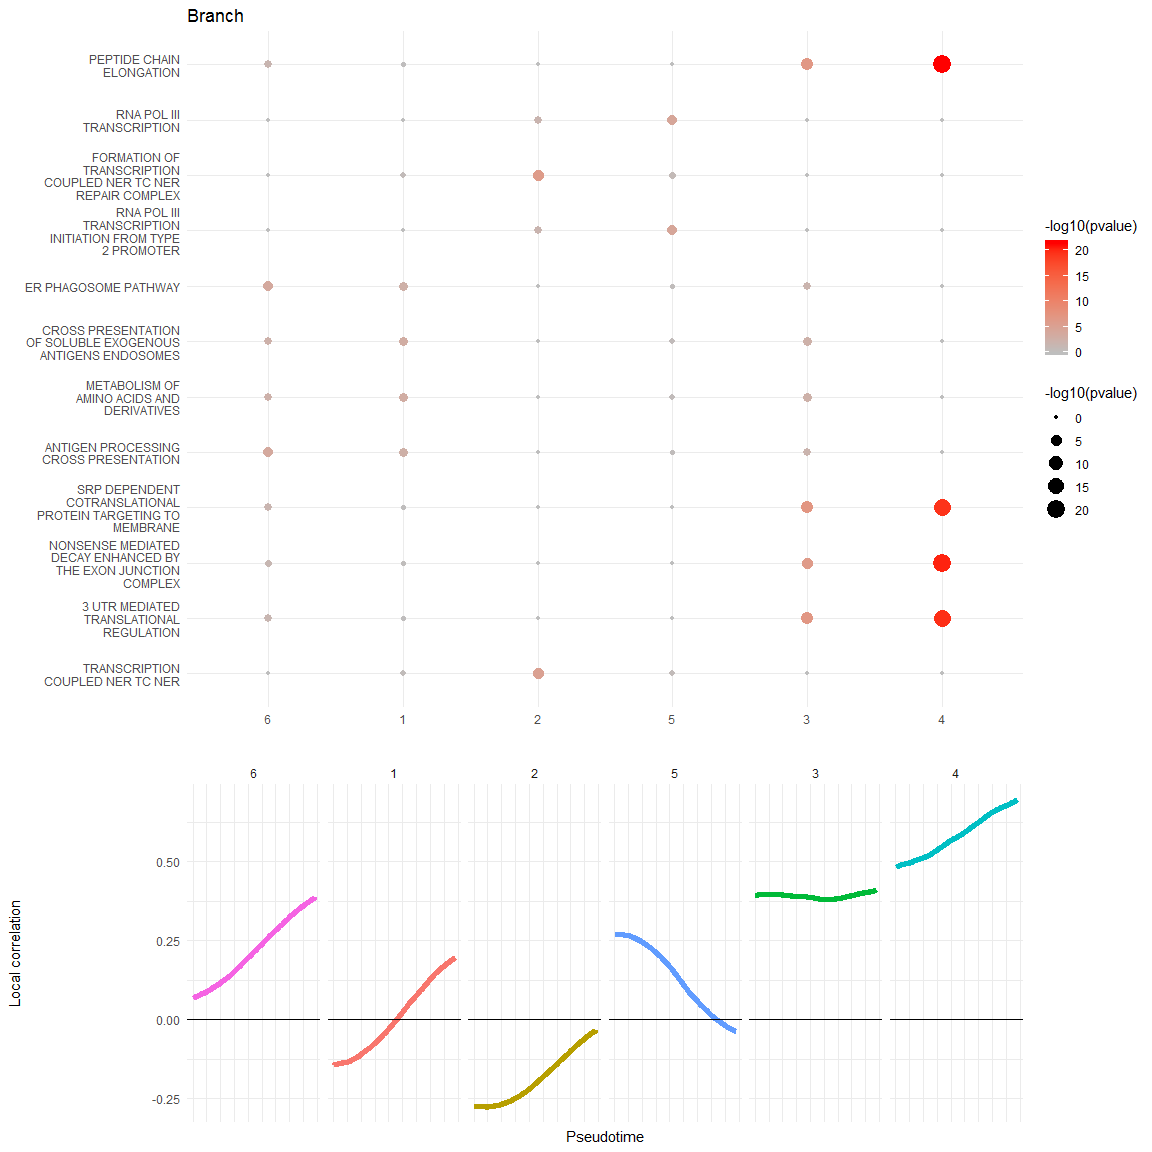 Branch
PEPTIDE CHAIN
ELONGATION
RNA POL III
TRANSCRIPTION
FORMATION OF
TRANSCRIPTION
COUPLED NER TC NER
REPAIR COMPLEX
RNA POL III
TRANSCRIPTION
INITIATION FROM TYPE
2 PROMOTER
ER PHAGOSOME PATHWAY
CROSS PRESENTATION
OF SOLUBLE EXOGENOUS
ANTIGENS ENDOSOMES
METABOLISM OF
AMINO ACIDS AND
DERIVATIVES
ANTIGEN PROCESSING
CROSS PRESENTATION
SRP DEPENDENT
COTRANSLATIONAL
PROTEIN TARGETING TO
MEMBRANE
NONSENSE MEDIATED
DECAY ENHANCED BY
THE EXON JUNCTION
COMPLEX
3 UTR MEDIATED
TRANSLATIONAL
REGULATION
TRANSCRIPTION
COUPLED NER TC NER
6 1 2 5 3 4
-log10(pvalue)
20
15
10
5
0
-log10(pvalue)
0
5
10
15
20
6 1 2 5 3 4
0.50
0.25
0.00
-0.25
Local correlation
Pseudotime